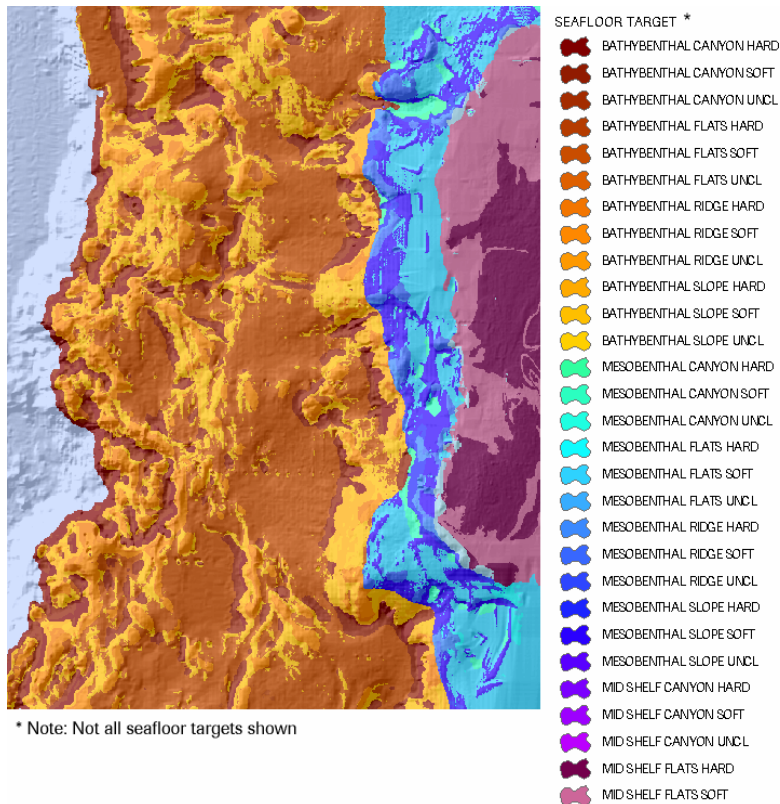 SEAFLOOR TARGET *
BATHYBENTHAL CANYON HARD
BATHYBENTHAL CANYON SOFT
BATHYBENTHAL CANYON UNCL
BATHYBENTHAL FLATS HARD
BATHYBENTHAL FLATS SOFT
BATHYBENTHAL FLATS UNCL
BATHYBENTHAL RIDGE HARD
BATHYBENTHAL RIDGE SOFT
BATHYBENTHAL RIDGE UNCL
BATHYBENTHAL SLOPE HARD
BATHYBENTHAL SLOPE SOFT
BATHYBENTHAL SLOPE UNCL
MESOBENTHAL CANYON HARD
MESOBENTHAL CANYON SOFT
MESOBENTHAL CANYON UNCL
MESOBENTHAL FLATS HARD
MESOBENTHAL FLATS SOFT
MESOBENTHAL FLATS UNCL
MESOBENTHAL RIDGE HARD
MESOBENTHAL RIDGE SOFT
MESOBENTHAL RIDGE UNCL
MESOBENTHAL SLOPE HARD
MESOBENTHAL SLOPE SOFT
MESOBENTHAL SLOPE UNCL
MID SHELF CANYON HARD
MID SHELF CANYON SOFT
MID SHELF CANYON UNCL
MID SHELF FLATS HARD
MID SHELF FLATS SOFT
* Note: Not all seafloor targets shown